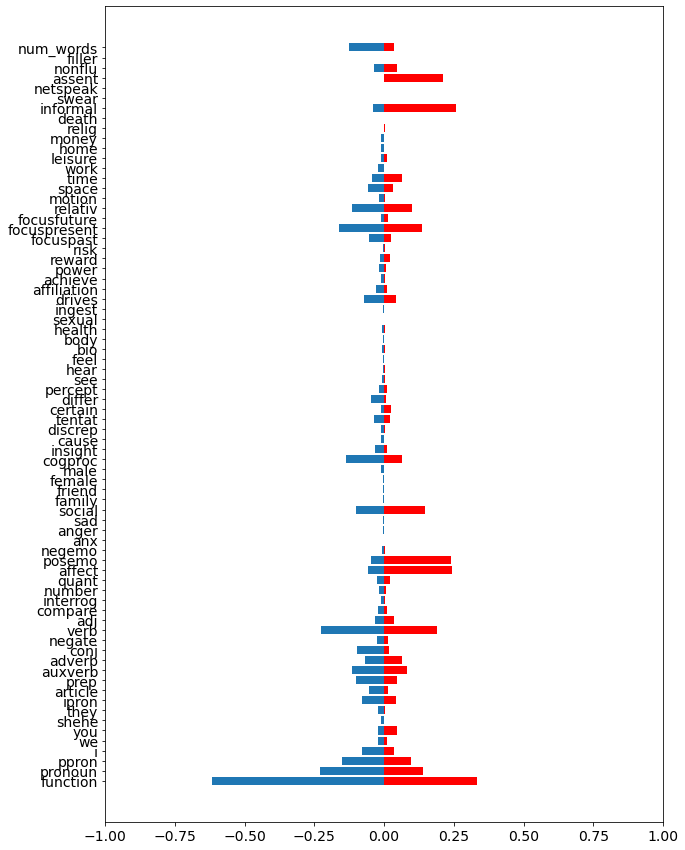 num_words
filler
nonflu
assent
netspeak
swear
informal
death
relig
money
home
leisure
work
time
space
motion
relativ
focusfuture
focuspresent
focuspast
risk
reward
power
achieve
affiliation
drives
ingest
sexual
health
body
bio
feel
hear
see
percept
differ
certain
tentat
discrep
cause
insight
cogproc
male
female
friend
family
social
sad
anger
anx
negemo
posemo
affect
quant
number
interrog
compare
adj
verb
negate
conj
adverb
auxverb
prep
article
ipron
they
shehe
you
we
i
ppron
pronoun
function
−1.00 −0.75 −0.50 −0.25 0.00 0.25 0.50 0.75 1.00